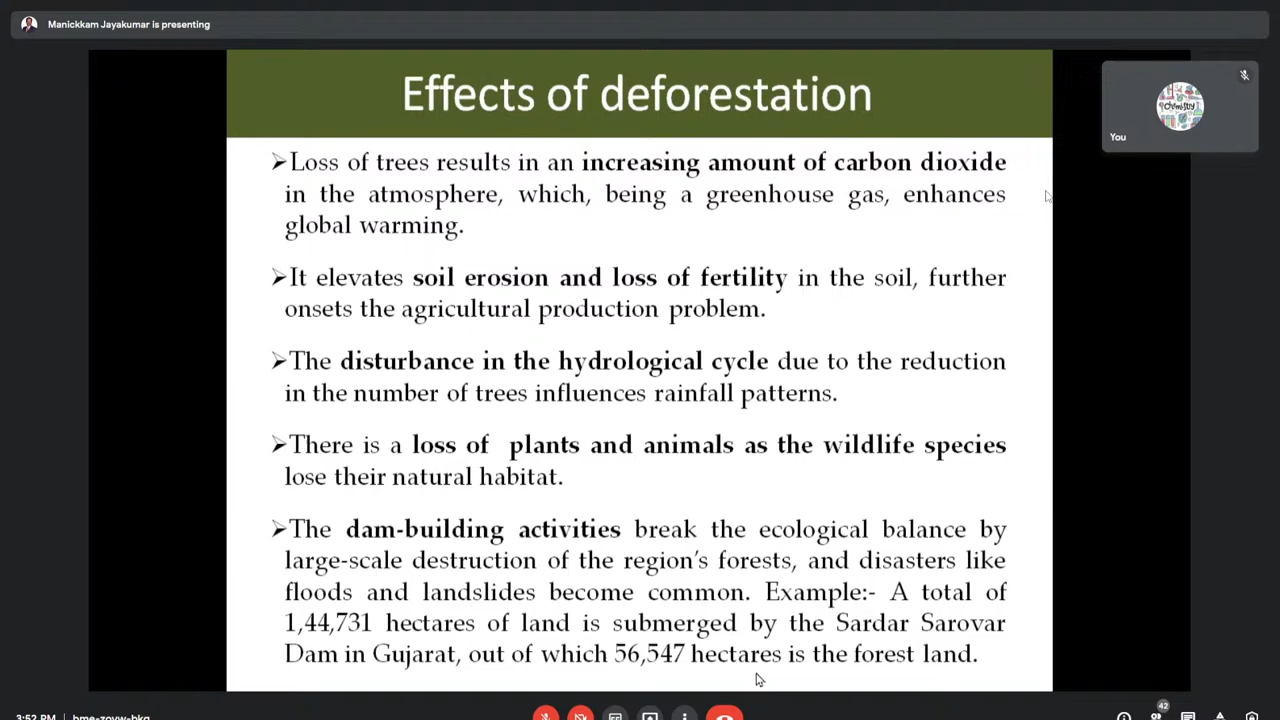 Manickkam Jayakumar is presenting
Effects of deforestation
You
Chemistry
➢Loss of trees results in an increasing amount of carbon dioxide
in the atmosphere, which, being a greenhouse gas, enhances
global warming.
➢It elevates soil erosion and loss of fertility in the soil, further
onsets the agricultural production problem.
➢The disturbance in the hydrological cycle due to the reduction
in the number of trees influences rainfall patterns.
➢There is a loss of plants and animals as the wildlife species
lose their natural habitat.
➢The dam-building activities break the ecological balance by
large-scale destruction of the region's forests, and disasters like
floods and landslides become common. Example:- A total of
1,44,731 hectares of land is submerged by the Sardar Sarovar
Dam in Gujarat, out of which 56,547 hectares is the forest land.
3:52 PM
42